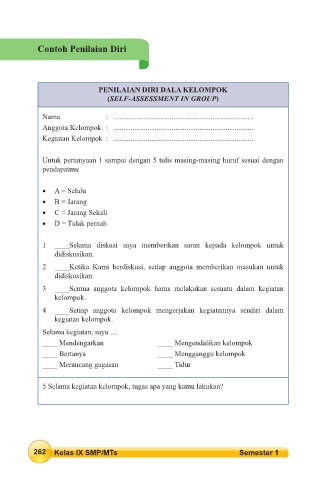 Contoh Penilaian Diri
PENILAIAN DIRI DALA KELOMPOK
(SELF-ASSESSMENT IN GROUP)
Nama : ....................................................................
Anggota Kelompok : ....................................................................
Kegiatan Kelompok : ....................................................................
Untuk pertanyaan 1 sampai dengan 5 tulis masing-masing huruf sesuai dengan
pendapatmu
• A = Selalu
• B = Jarang
• C = Jarang Sekali
• D = Tidak pernah
1 ____Selama diskusi saya memberikan saran kepada kelompok untuk
didiskusikan.
2 ____Ketika Kami berdiskusi, setiap anggota memberikan masukan untuk
didiskusikan.
3 ____Semua anggota kelompok harus melakukan sesuatu dalam kegiatan
kelompok.
4 ____Setiap anggota kelompok mengerjakan kegiatannya sendiri dalam
kegiatan kelompok.
Selama kegiatan, saya ....
____ Mendengarkan ____ Mengendalikan kelompok
____ Bertanya ____ Mengganggu kelompok
____ Merancang gagasan ____ Tidur
5 Selama kegiatan kelompok, tugas apa yang kamu lakukan?
262 Kelas IX SMP/MTs Semester 1